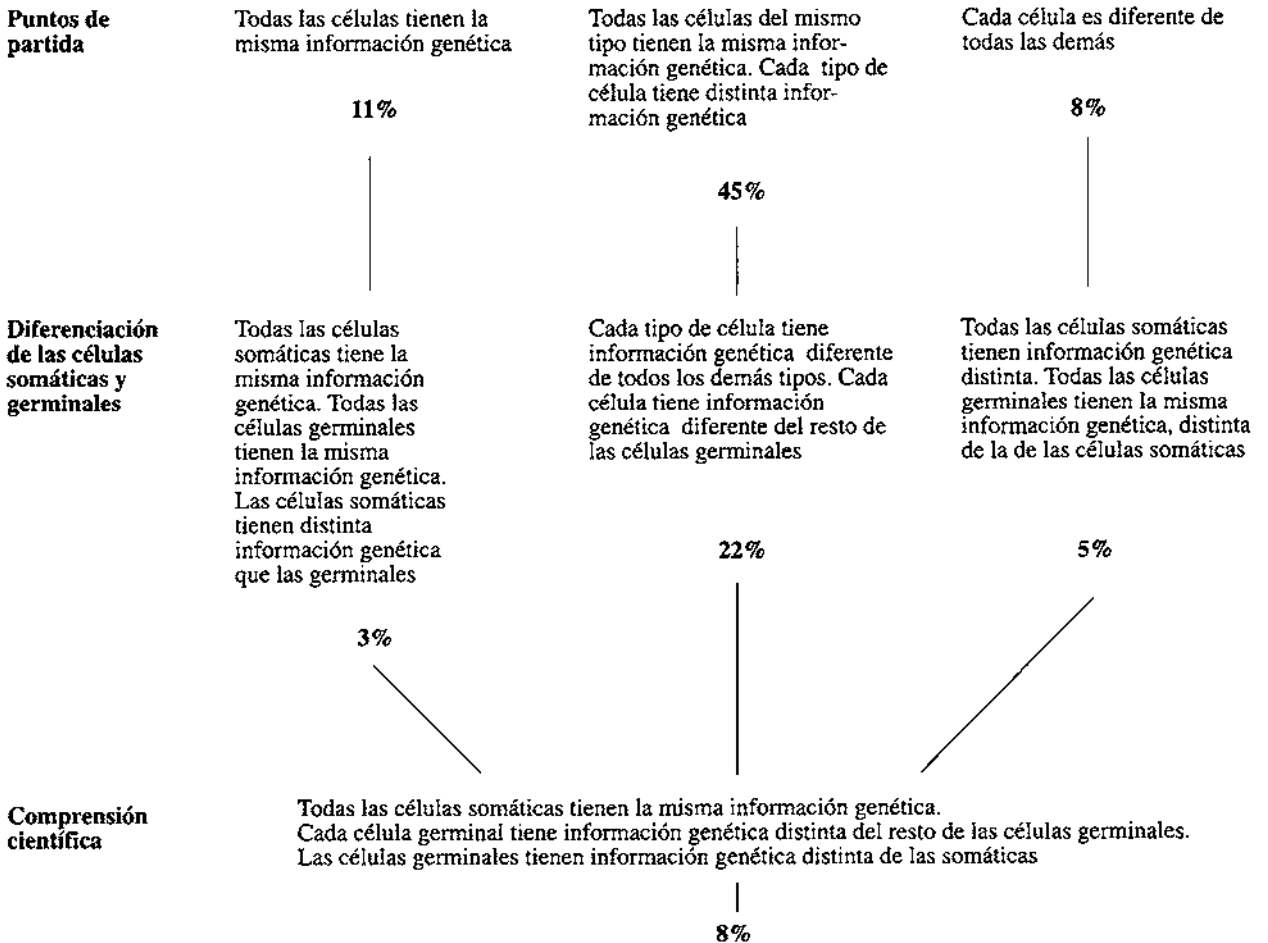 Puntos de
partida
Todas las células tienen la
misma información genética
11%
Todas las células del mismo
tipo tienen la misma infor-
mación genética. Cada tipo de
célula tiene distinta infor-
mación genética
45%
Cada célula es diferente de
todas las demás
8%
Diferenciación
de las células
somáticas y
germinales
Todas las células
somáticas tiene la
misma información
genética. Todas las
células germinales
tienen la misma
información genética.
Las células somáticas
tienen distinta
información genética
que las germinales
3%
Cada tipo de célula tiene
información genética diferente
de todos los demás tipos. Cada
célula tiene información
genética diferente del resto de
las células germinales
22%
Todas las células somáticas
tienen información genética
distinta. Todas las células
germinales tienen la misma
información genética, distinta
de la de las células somáticas
5%
Comprensión
científica
Todas las células somáticas tienen la misma información genética.
Cada célula germinal tiene información genética distinta del resto de las células germinales.
Las células germinales tienen información genética distinta de las somáticas
8%